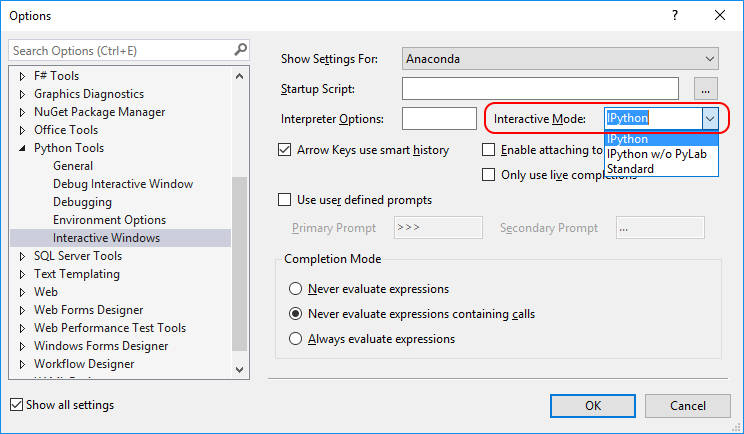 Options
Search Options (Ctrl+E)
F# Tools
Graphics Diagnostics
NuGet Package Manager
Office Tools
Python Tools
General
Debug Interactive Window
Debugging
Environment Options
Interactive Windows
SQL Server Tools
Text Templating
Web
Web Forms Designer
Web Performance Test Tools
Windows Forms Designer
Workflow Designer
Show all settings
Show Settings For: Anaconda
Startup Script: ...
Interpreter Options: Interactive Mode: IPython
IPython
IPython w/o PyLab
Standard
Arrow Keys use smart history Enable attaching to
Only use live completions
Use user defined prompts
Primary Prompt >>> Secondary Prompt ...
Completion Mode
Never evaluate expressions
Never evaluate expressions containing calls
Always evaluate expressions
OK Cancel